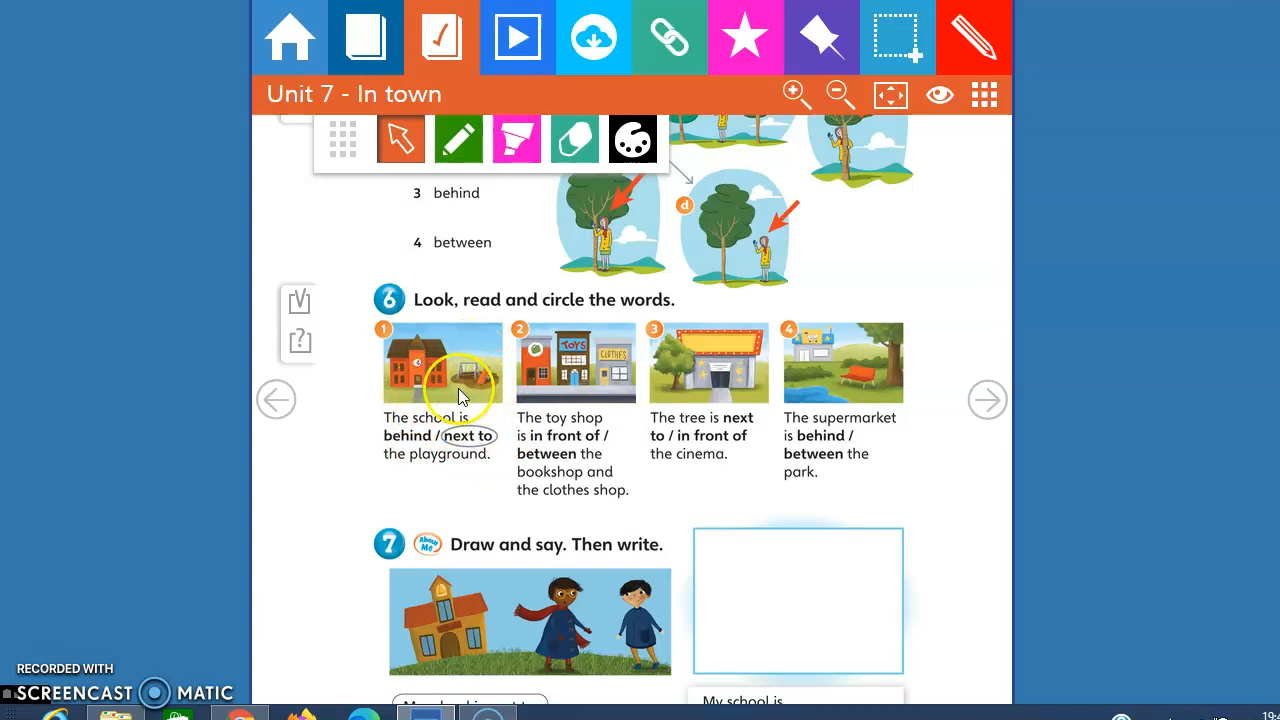 Unit 7 - In town
3 behind
4 between
d
6 Look, read and circle the words.
1
2
3
4
TOYS
CLOTHES
The school is
behind / next to
the playground.
The toy shop
is in front of /
between the
bookshop and
the clothes shop.
The tree is next
to / in front of
the cinema.
The supermarket
is behind /
between the
park.
7 About Me Draw and say. Then write.
My school is
RECORDED WITH
SCREENCAST MATIC